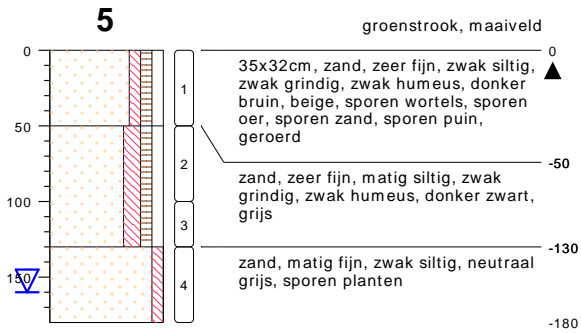 5
groenstrook, maaiveld
0
0
35x32cm, zand, zeer fijn, zwak siltig,
zwak grindig, zwak humeus, donker
bruin, beige, sporen wortels, sporen
oer, sporen zand, sporen puin,
geroerd
1
50
-50
zand, zeer fijn, matig siltig, zwak
grindig, zwak humeus, donker zwart,
grijs
2
100
3
-130
zand, matig fijn, zwak siltig, neutraal
grijs, sporen planten
150
4
-180